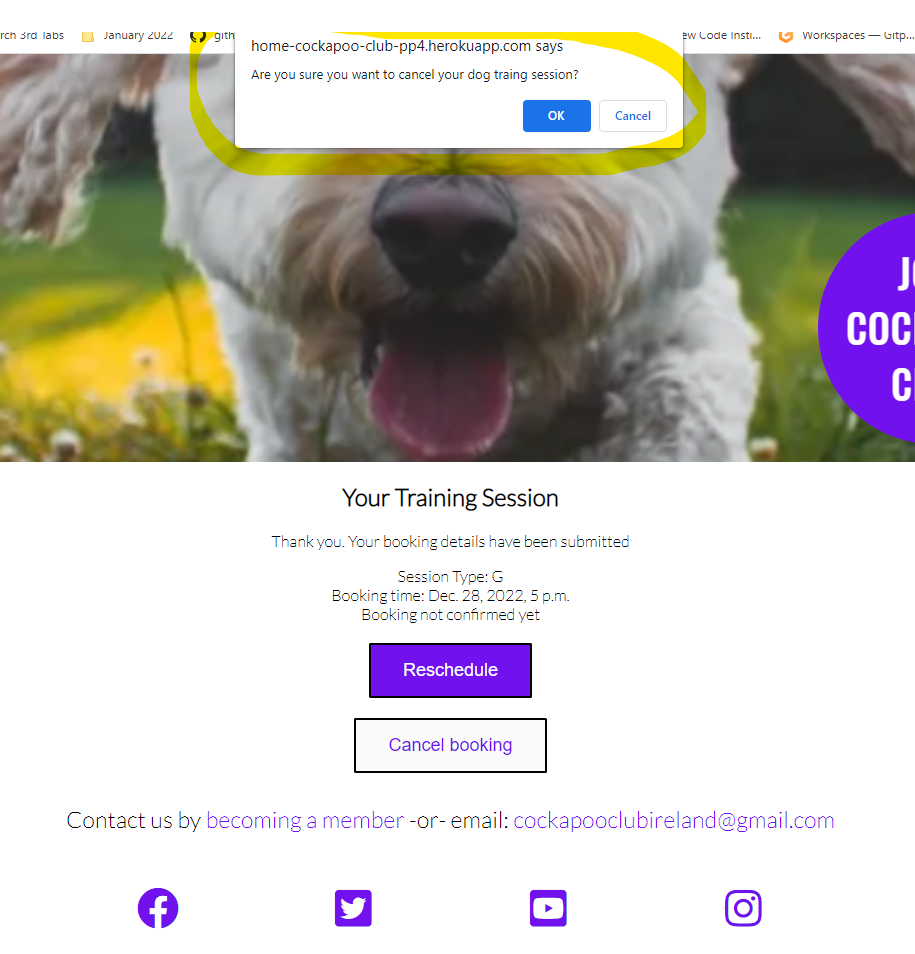 rch 3rd Tabs
January 2022
gith
ew Code Insti...
Workspaces — Gitp...
home-cockapoo-club-pp4.herokuapp.com says
Are you sure you want to cancel your dog traing session?
OK
Cancel
JO
COCK
CL
Your Training Session
Thank you. Your booking details have been submitted
Session Type: G
Booking time: Dec. 28, 2022, 5 p.m.
Booking not confirmed yet
Reschedule
Cancel booking
Contact us by becoming a member -or- email: cockapooclubireland@gmail.com